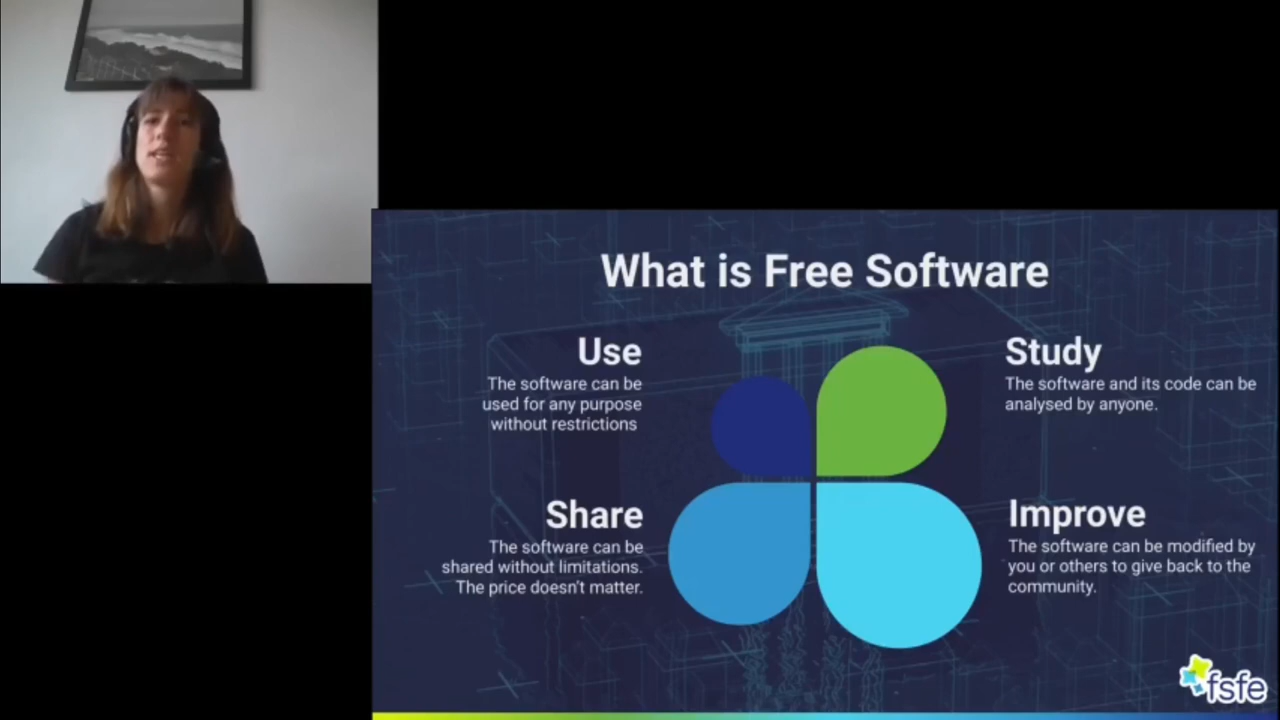 What is Free Software
Use
The software can be
used for any purpose
without restrictions
Study
The software and its code can be
analysed by anyone.
Share
The software can be
shared without limitations.
The price doesn't matter.
Improve
The software can be modified by
you or others to give back to the
community.
fsfe